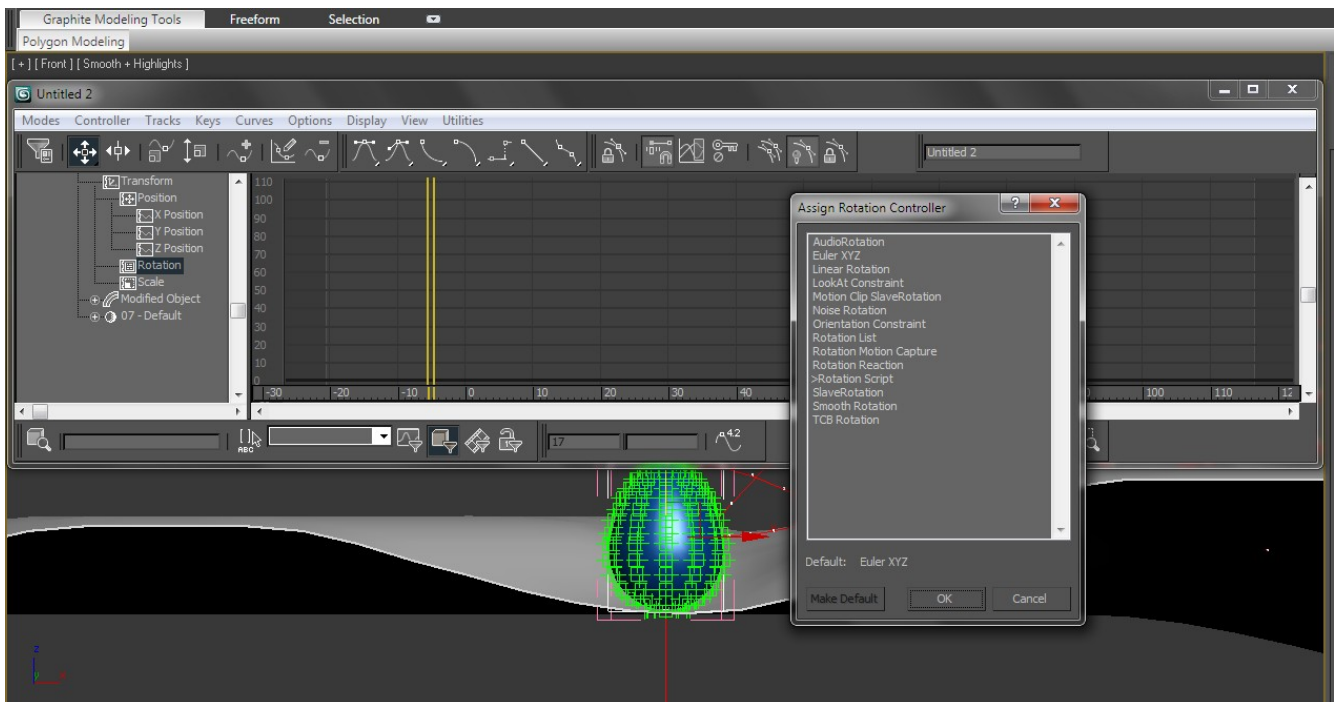 Graphite Modeling Tools Freeform Selection
Polygon Modeling
[ + ] [ Front ] [ Smooth + Highlights ]
Untitled 2
Modes Controller Tracks Keys Curves Options Display View Utilities
Untitled 2
Transform
Position
X Position
Y Position
Z Position
Rotation
Scale
Modified Object
07 - Default
110
100
90
80
70
60
50
40
30
20
10
0
-30 -20 -10 0 10 20 30 40 100 110 12
ABC
17
4.2
Assign Rotation Controller
AudioRotation
Euler XYZ
Linear Rotation
LookAt Constraint
Motion Clip SlaveRotation
Noise Rotation
Orientation Constraint
Rotation List
Rotation Motion Capture
Rotation Reaction
>Rotation Script
SlaveRotation
Smooth Rotation
TCB Rotation
Default: Euler XYZ
Make Default OK Cancel
z
y x